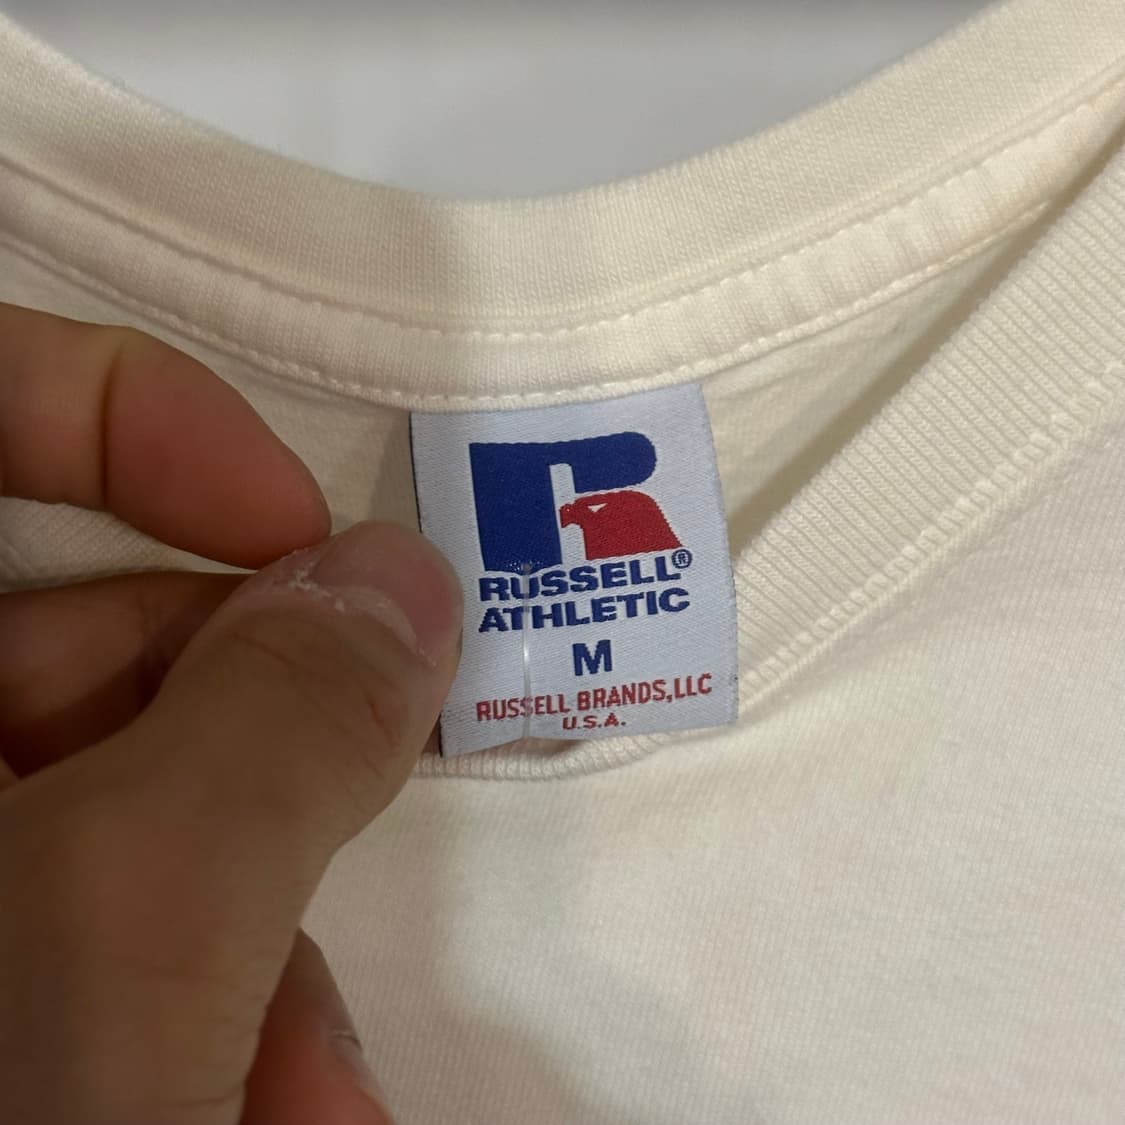 RUSSELL®
ATHLETIC
M
RUSSELL BRANDS,LLC
U.S.A.